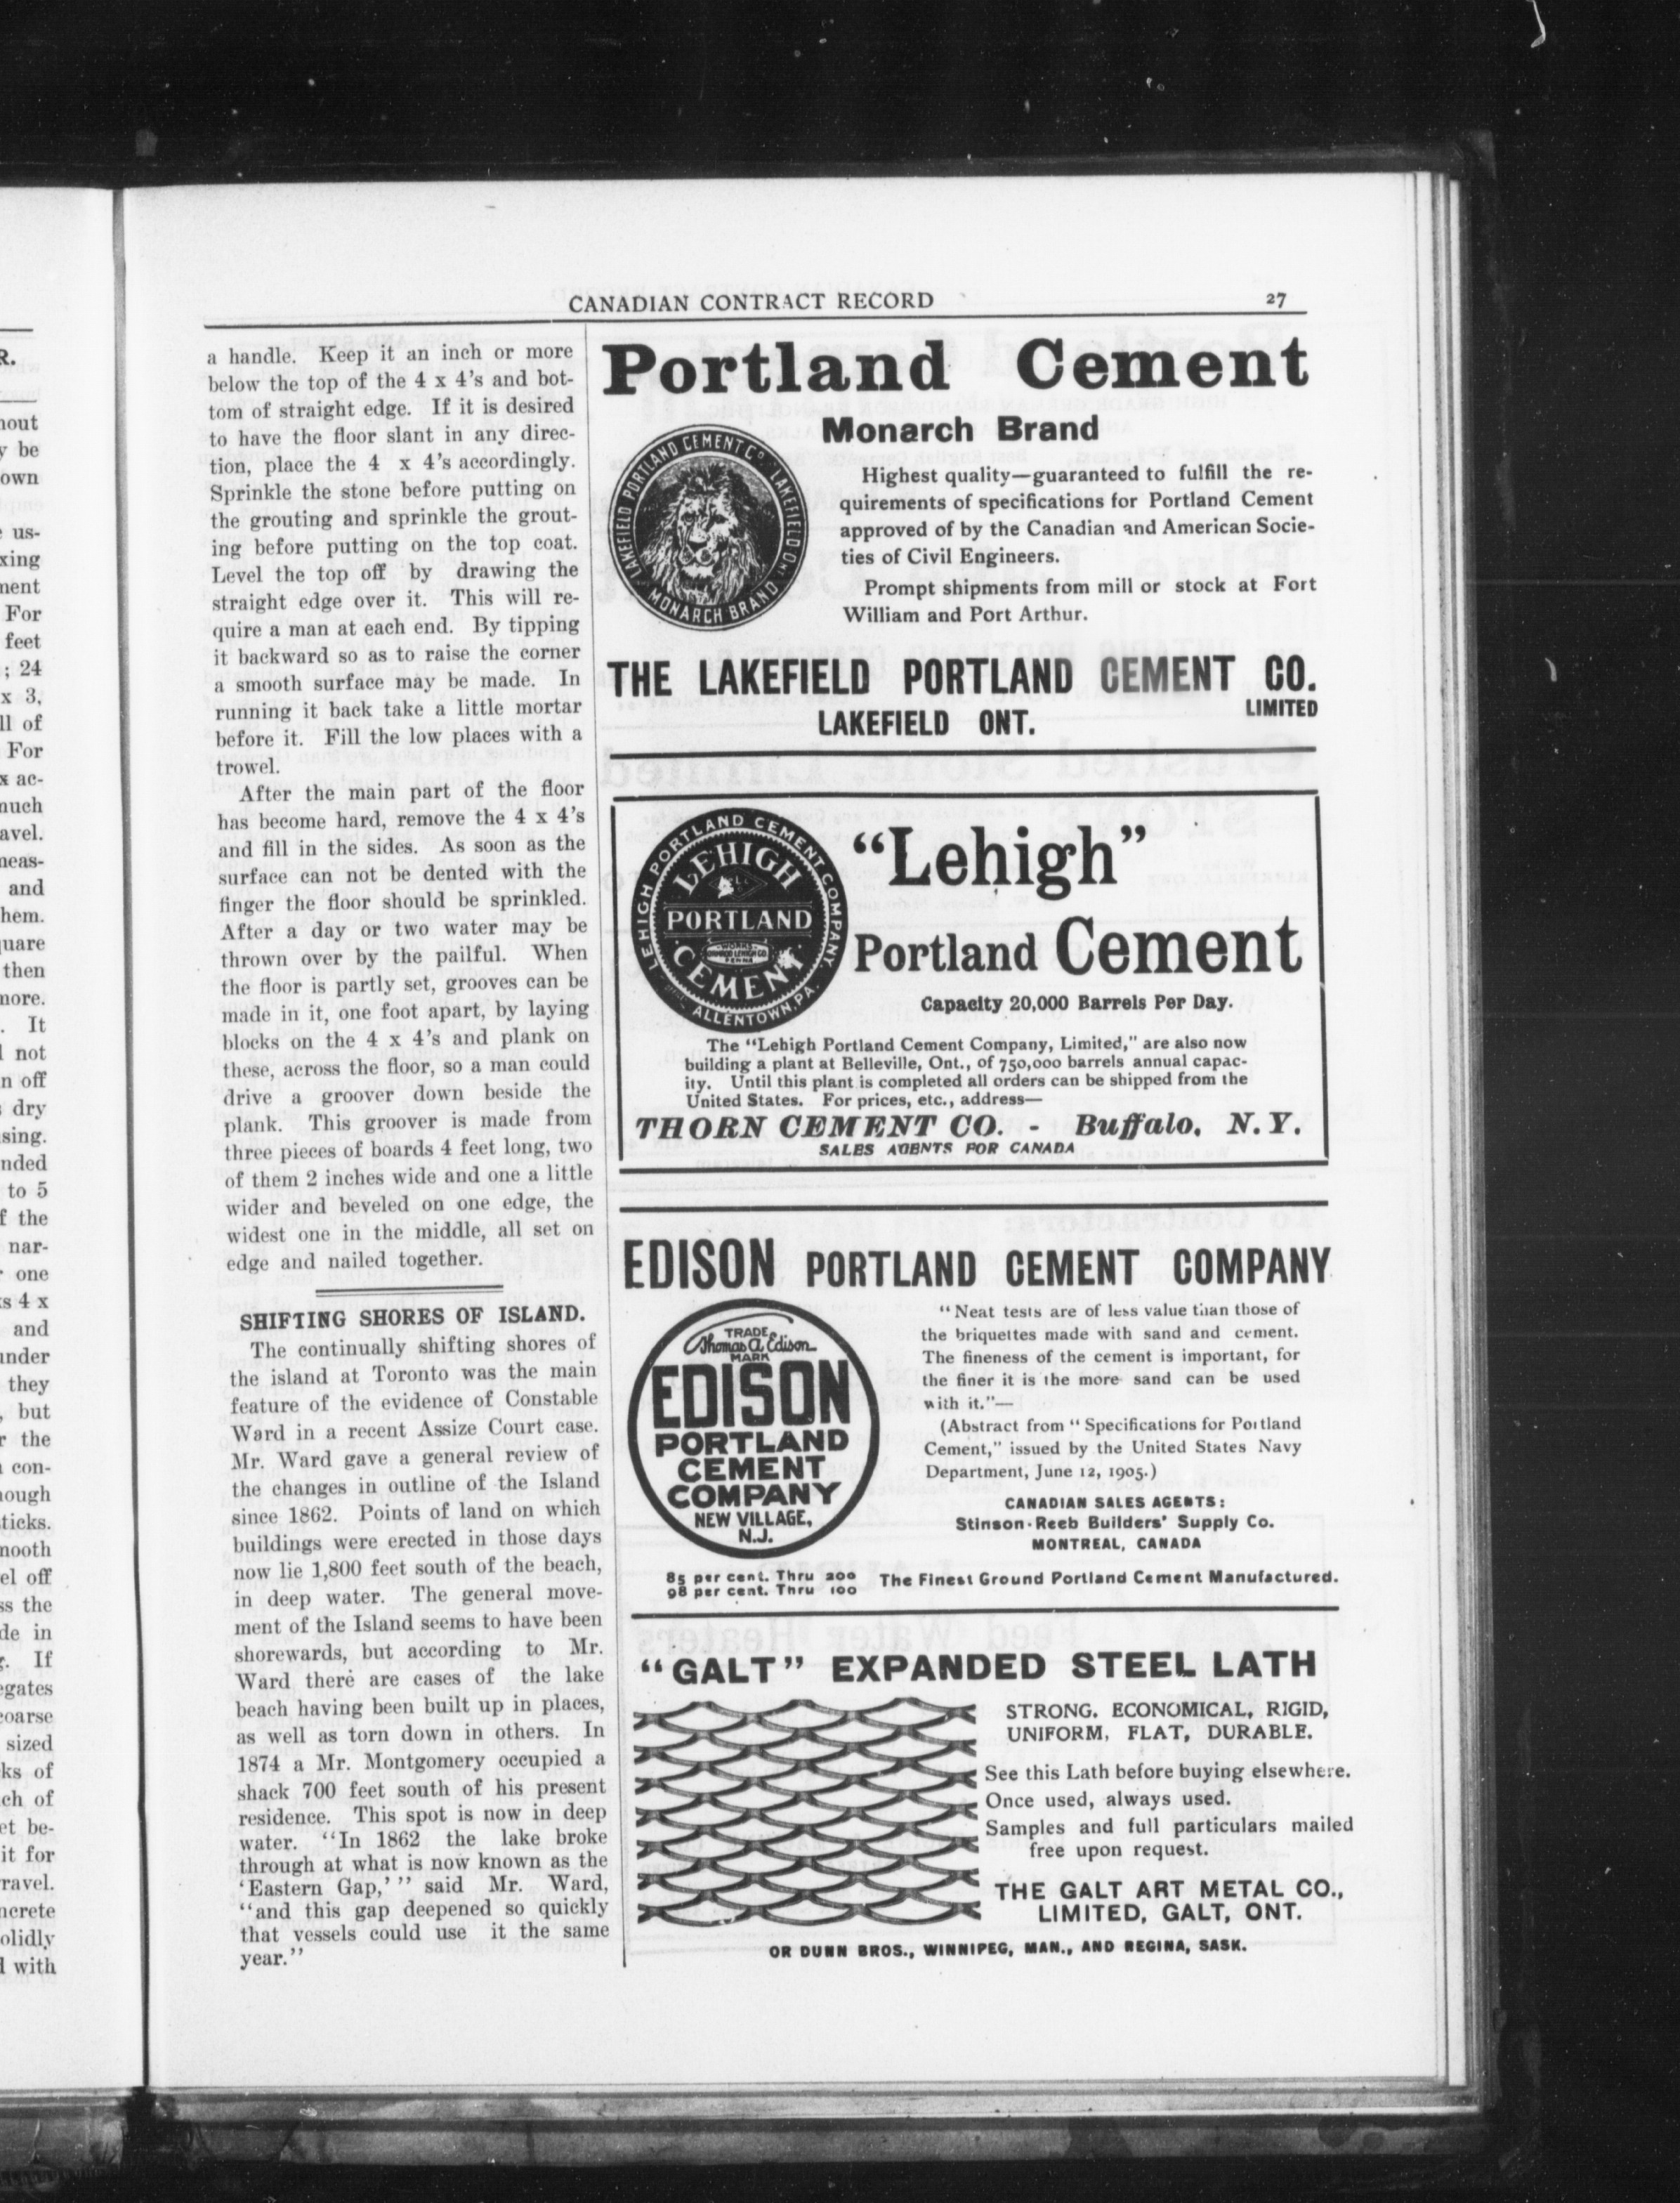 CANADIAN CONTRACT RECORD 27
a handle. Keep it an inch or more
below the top of the 4 x 4's and bot-
tom of straight edge. If it is desired
to have the floor slant in any direc-
tion, place the 4 x 4's accordingly.
Sprinkle the stone before putting on
the grouting and sprinkle the grout-
ing before putting on the top coat.
Level the top off by drawing the
straight edge over it. This will re-
quire a man at each end. By tipping
it backward so as to raise the corner
a smooth surface may be made. In
running it back take a little mortar
before it. Fill the low places with a
trowel.
After the main part of the floor
has become hard, remove the 4 x 4's
and fill in the sides. As soon as the
surface can not be dented with the
finger the floor should be sprinkled.
After a day or two water may be
thrown over by the pailful. When
the floor is partly set, grooves can be
made in it, one foot apart, by laying
blocks on the 4 x 4's and plank on
these, across the floor, so a man could
drive a groover down beside the
plank. This groover is made from
three pieces of boards 4 feet long, two
of them 2 inches wide and one a little
wider and beveled on one edge, the
widest one in the middle, all set on
edge and nailed together.
SHIFTING SHORES OF ISLAND.
The continually shifting shores of
the island at Toronto was the main
feature of the evidence of Constable
Ward in a recent Assize Court case.
Mr. Ward gave a general review of
the changes in outline of the Island
since 1862. Points of land on which
buildings were erected in those days
now lie 1,800 feet south of the beach,
in deep water. The general move-
ment of the Island seems to have been
shorewards, but according to Mr.
Ward there are cases of the lake
beach having been built up in places,
as well as torn down in others. In
1874 a Mr. Montgomery occupied a
shack 700 feet south of his present
residence. This spot is now in deep
water. "In 1862 the lake broke
through at what is now known as the
'Eastern Gap,' " said Mr. Ward,
"and this gap deepened so quickly
that vessels could use it the same
year."
Portland Cement
Monarch Brand
LAKEFIELD PORTLAND CEMENT Co. LAKEFIELD ONT.
MONARCH BRAND
Highest quality—guaranteed to fulfill the re-
quirements of specifications for Portland Cement
approved of by the Canadian and American Socie-
ties of Civil Engineers.
Prompt shipments from mill or stock at Fort
William and Port Arthur.
THE LAKEFIELD PORTLAND CEMENT CO.
LIMITED
LAKEFIELD ONT.
LEHIGH PORTLAND CEMENT COMPANY.
ALLENTOWN, PA.
LEHIGH
PORTLAND
CEMENT
"Lehigh"
Portland Cement
Capacity 20,000 Barrels Per Day.
The "Lehigh Portland Cement Company, Limited," are also now
building a plant at Belleville, Ont., of 750,000 barrels annual capac-
ity. Until this plant is completed all orders can be shipped from the
United States. For prices, etc., address—
THORN CEMENT CO. - Buffalo, N. Y.
SALES AGENTS FOR CANADA
EDISON PORTLAND CEMENT COMPANY
TRADE
Thomas A Edison
MARK
EDISON
PORTLAND
CEMENT
COMPANY
NEW VILLAGE,
N.J.
"Neat tests are of less value than those of
the briquettes made with sand and cement.
The fineness of the cement is important, for
the finer it is the more sand can be used
with it."—
(Abstract from "Specifications for Portland
Cement," issued by the United States Navy
Department, June 12, 1905.)
CANADIAN SALES AGENTS:
Stinson-Reeb Builders' Supply Co.
MONTREAL, CANADA
85 per cent. Thru 200
98 per cent. Thru 100
The Finest Ground Portland Cement Manufactured.
"GALT" EXPANDED STEEL LATH
STRONG. ECONOMICAL, RIGID,
UNIFORM, FLAT, DURABLE.
See this Lath before buying elsewhere.
Once used, always used.
Samples and full particulars mailed
free upon request.
THE GALT ART METAL CO.,
LIMITED, GALT, ONT.
OR DUNN BROS., WINNIPEG, MAN., AND REGINA, SASK.